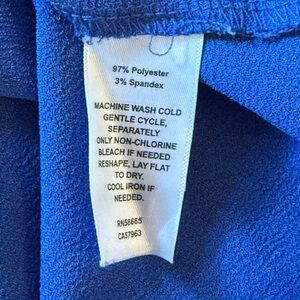 97% Polyester
3% Spandex
MACHINE WASH COLD
GENTLE CYCLE,
SEPARATELY
ONLY NON-CHLORINE
BLEACH IF NEEDED
RESHAPE, LAY FLAT
TO DRY.
COOL IRON IF
NEEDED.
RN58665
CA57963